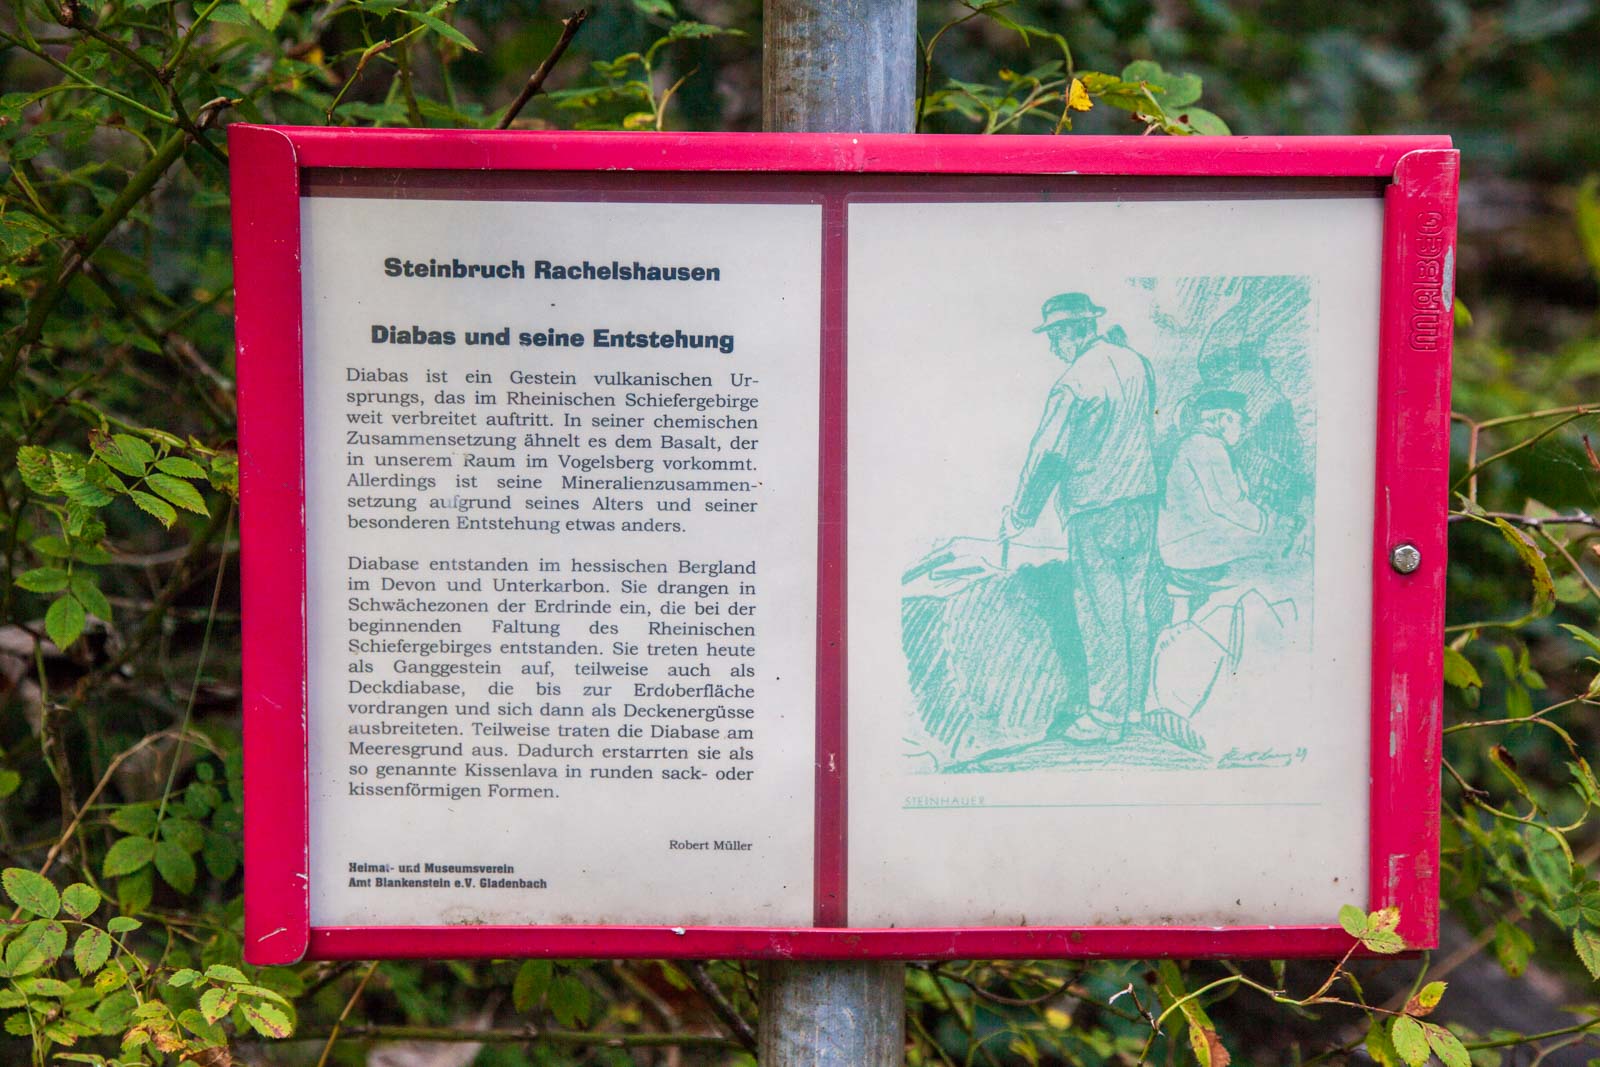 Steinbruch Rachelshausen
Diabas und seine Entstehung
Diabas ist ein Gestein vulkanischen Ur-
sprungs, das im Rheinischen Schiefergebirge
weit verbreitet auftritt. In seiner chemischen
Zusammensetzung ähnelt es dem Basalt, der
in unserem Raum im Vogelsberg vorkommt.
Allerdings ist seine Mineralienzusammen-
setzung aufgrund seines Alters und seiner
besonderen Entstehung etwas anders.
Diabase entstanden im hessischen Bergland
im Devon und Unterkarbon. Sie drangen in
Schwächezonen der Erdrinde ein, die bei der
beginnenden Faltung des Rheinischen
Schiefergebirges entstanden. Sie treten heute
als Ganggestein auf, teilweise auch als
Deckdiabase, die bis zur Erdoberfläche
vordrangen und sich dann als Deckenergüsse
ausbreiteten. Teilweise traten die Diabase am
Meeresgrund aus. Dadurch erstarrten sie als
so genannte Kissenlava in runden sack- oder
kissenförmigen Formen.
Robert Müller
Heimat- und Museumsverein
Amt Blankenstein e.V. Gladenbach
29
STEINHAUER